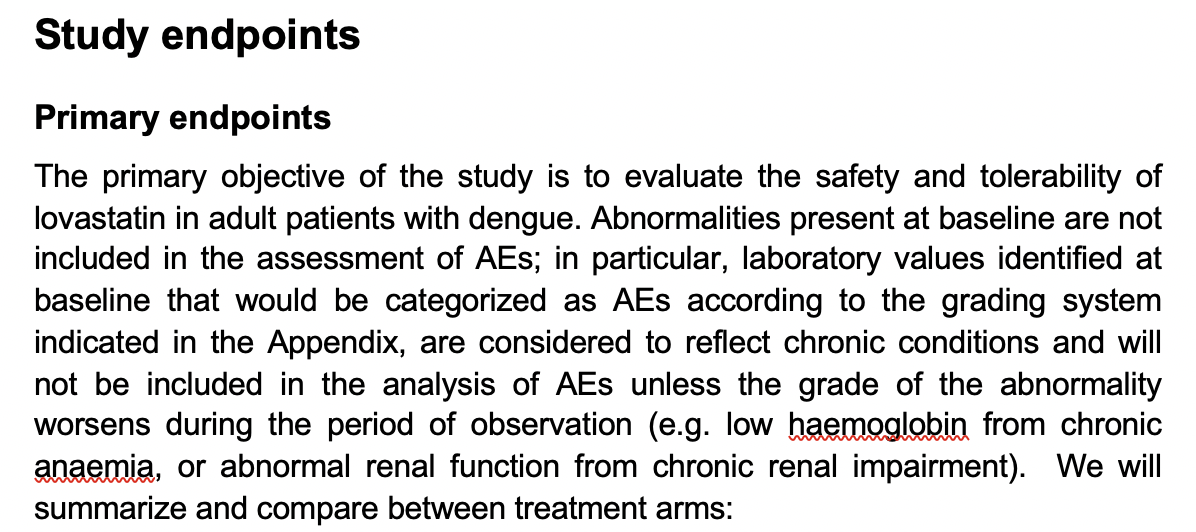 Study endpoints
Primary endpoints
The primary objective of the study is to evaluate the safety and tolerability of
lovastatin in adult patients with dengue. Abnormalities present at baseline are not
included in the assessment of AEs; in particular, laboratory values identified at
baseline that would be categorized as AEs according to the grading system
indicated in the Appendix, are considered to reflect chronic conditions and will
not be included in the analysis of AEs unless the grade of the abnormality
worsens during the period of observation (e.g. low haemoglobin from chronic
anaemia, or abnormal renal function from chronic renal impairment).  We will
summarize and compare between treatment arms: